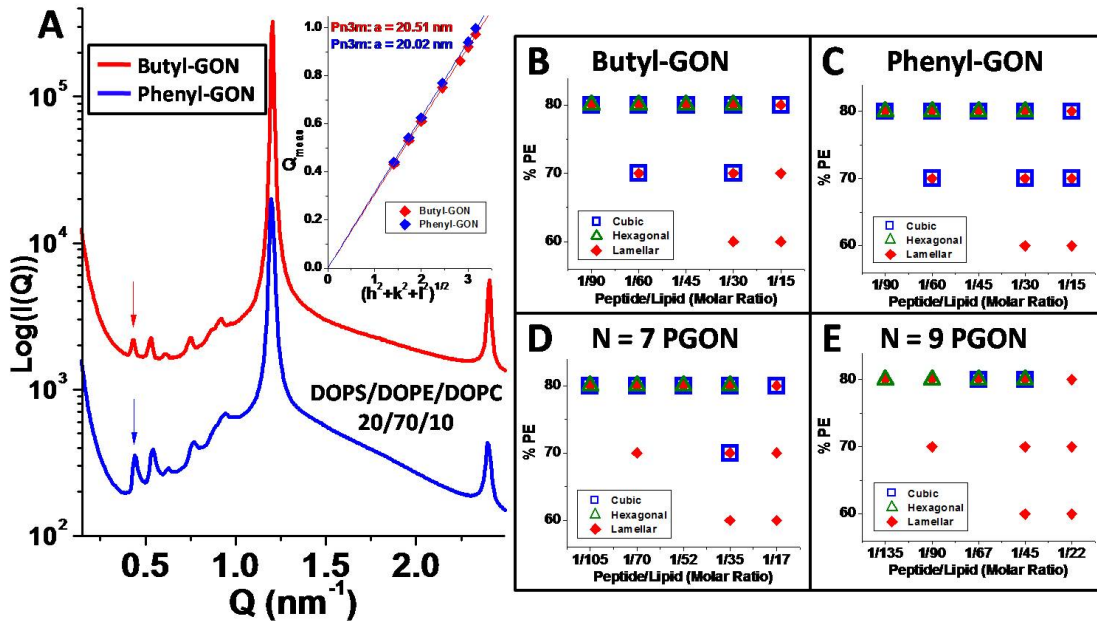 A
Butyl-GON
Phenyl-GON
Log(I(Q))
10^5
10^4
10^3
10^2
0.5 1.0 1.5 2.0
Q (nm^-1)
DOPS/DOPE/DOPC
20/70/10
Pn3m: a = 20.51 nm
Pn3m: a = 20.02 nm
Q_meas
1.0
0.8
0.6
0.4
0.2
0.0
0 1 2 3
(h^2+k^2+l^2)^1/2
Butyl-GON
Phenyl-GON
B Butyl-GON
% PE
80
70
60
Cubic
Hexagonal
Lamellar
1/90 1/60 1/45 1/30 1/15
Peptide/Lipid (Molar Ratio)
C Phenyl-GON
% PE
80
70
60
Cubic
Hexagonal
Lamellar
1/90 1/60 1/45 1/30 1/15
Peptide/Lipid (Molar Ratio)
D N = 7 PGON
% PE
80
70
60
Cubic
Hexagonal
Lamellar
1/105 1/70 1/52 1/35 1/17
Peptide/Lipid (Molar Ratio)
E N = 9 PGON
% PE
80
70
60
Cubic
Hexagonal
Lamellar
1/135 1/90 1/67 1/45 1/22
Peptide/Lipid (Molar Ratio)